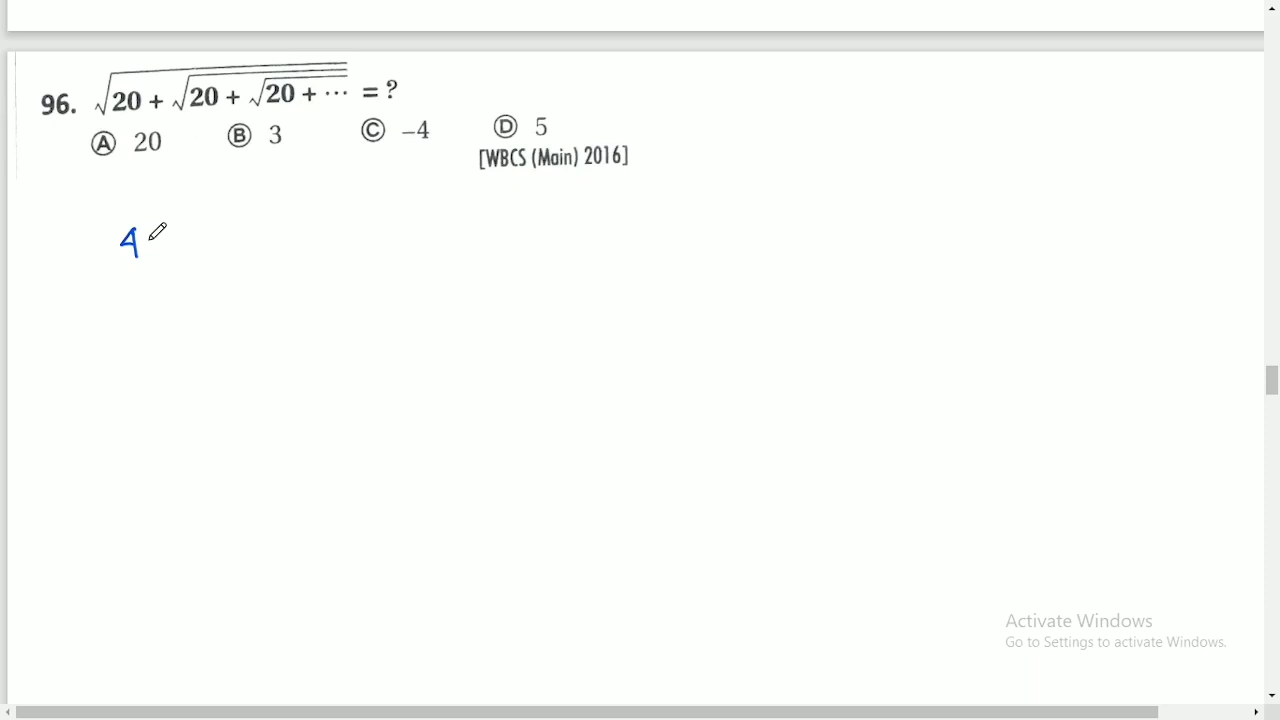 96. √20 + √20 + √20 + ··· = ?
Ⓐ 20 Ⓑ 3 Ⓒ –4 Ⓓ 5
[WBCS (Main) 2016]
4
Activate Windows
Go to Settings to activate Windows.